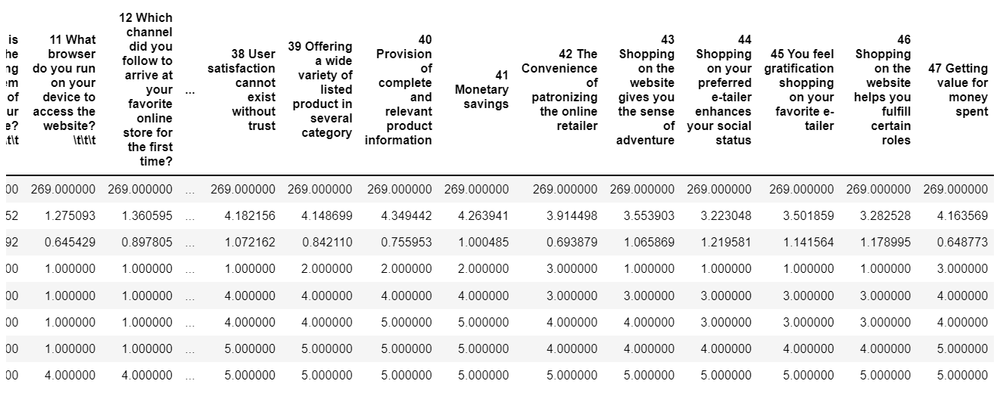 is
he
ng
em
of
ur
e?
\t\t
11 What
browser
do you run
on your
device to
access the
website?
\t\t\t
12 Which
channel
did you
follow to
arrive at
your
favorite
online
store for
the first
time?
...
38 User
satisfaction
cannot
exist
without
trust
39 Offering
a wide
variety of
listed
product in
several
category
40
Provision
of
complete
and
relevant
product
information
41
Monetary
savings
42 The
Convenience
of
patronizing
the online
retailer
43
Shopping
on the
website
gives you
the sense
of
adventure
44
Shopping
on your
preferred
e-tailer
enhances
your social
status
45 You feel
gratification
shopping
on your
favorite e-
tailer
46
Shopping
on the
website
helps you
fulfill
certain
roles
47 Getting
value for
money
spent
00 269.000000 269.000000 ... 269.000000 269.000000 269.000000 269.000000 269.000000 269.000000 269.000000 269.000000 269.000000 269.000000
52 1.275093 1.360595 ... 4.182156 4.148699 4.349442 4.263941 3.914498 3.553903 3.223048 3.501859 3.282528 4.163569
92 0.645429 0.897805 ... 1.072162 0.842110 0.755953 1.000485 0.693879 1.065869 1.219581 1.141564 1.178995 0.648773
00 1.000000 1.000000 ... 1.000000 2.000000 2.000000 2.000000 3.000000 1.000000 1.000000 1.000000 1.000000 3.000000
00 1.000000 1.000000 ... 4.000000 4.000000 4.000000 4.000000 3.000000 3.000000 3.000000 3.000000 3.000000 4.000000
00 1.000000 1.000000 ... 4.000000 4.000000 5.000000 5.000000 4.000000 4.000000 3.000000 3.000000 3.000000 4.000000
00 1.000000 1.000000 ... 5.000000 5.000000 5.000000 5.000000 4.000000 4.000000 4.000000 4.000000 4.000000 5.000000
00 4.000000 4.000000 ... 5.000000 5.000000 5.000000 5.000000 5.000000 5.000000 5.000000 5.000000 5.000000 5.000000